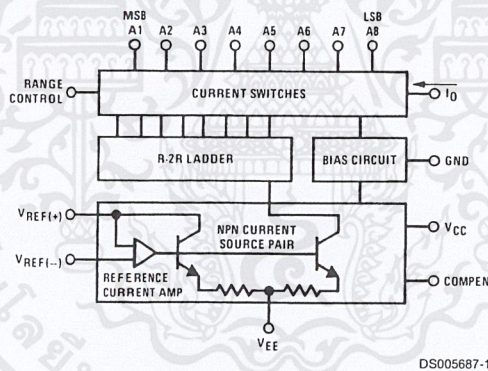 MSB LSB
A1 A2 A3 A4 A5 A6 A7 A8
RANGE
CONTROL
CURRENT SWITCHES
IO
R-2R LADDER
BIAS CIRCUIT
GND
VREF(+)
NPN CURRENT
SOURCE PAIR
VCC
VREF(–)
REFERENCE
CURRENT AMP
COMPEN
VEE
DS005687-1